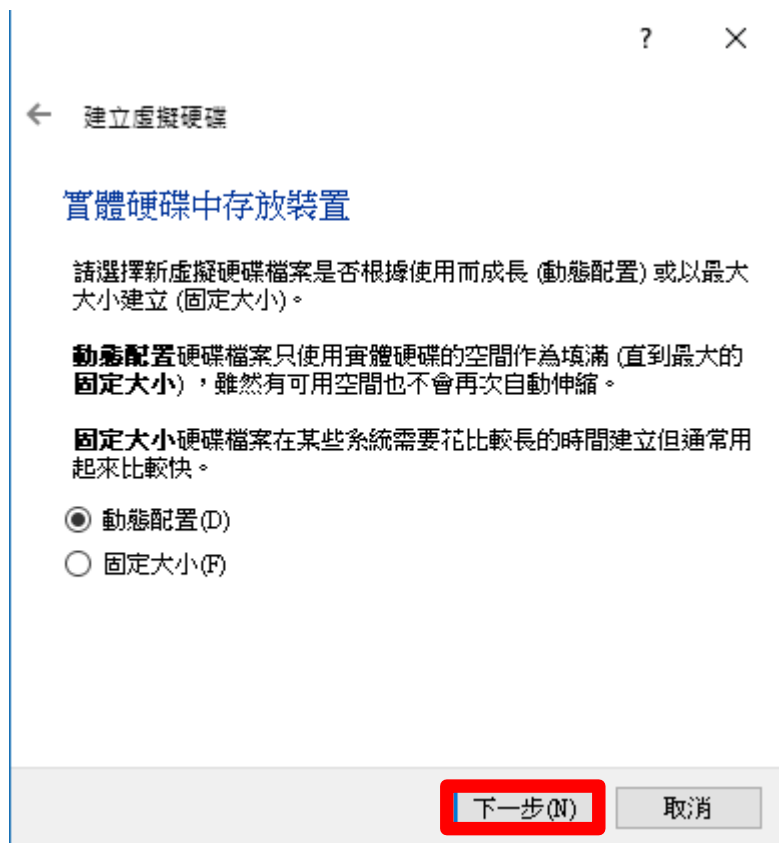 ?
建立虛擬硬碟
實體硬碟中存放裝置
請選擇新虛擬硬碟檔案是否根據使用而成長 (動態配置) 或以最大
大小建立 (固定大小)。
動態配置硬碟檔案只使用實體硬碟的空間作為填滿 (直到最大的
固定大小) ，雖然有可用空間也不會再次自動伸縮。
固定大小硬碟檔案在某些系統需要花比較長的時間建立但通常用
起來比較快。
動態配置(D)
固定大小(F)
下一步(N) 取消